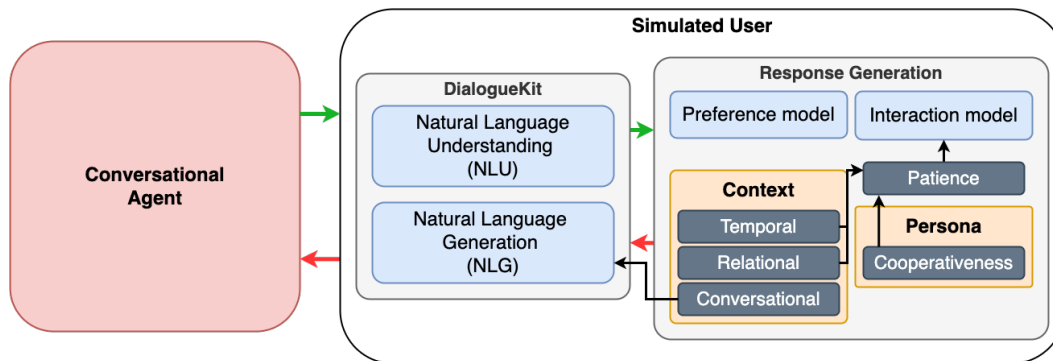 Simulated User
Conversational
Agent
DialogueKit
Natural Language
Understanding
(NLU)
Natural Language
Generation
(NLG)
Response Generation
Preference model
Interaction model
Context
Temporal
Relational
Conversational
Patience
Persona
Cooperativeness